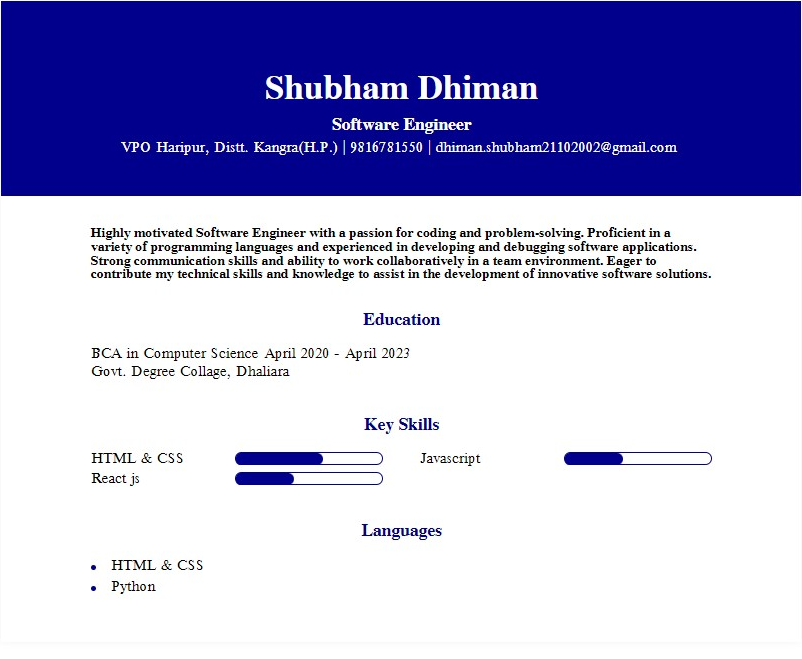 Shubham Dhiman
Software Engineer
VPO Haripur, Distt. Kangra(H.P.) | 9816781550 | dhiman.shubham21102002@gmail.com
Highly motivated Software Engineer with a passion for coding and problem-solving. Proficient in a
variety of programming languages and experienced in developing and debugging software applications.
Strong communication skills and ability to work collaboratively in a team environment. Eager to
contribute my technical skills and knowledge to assist in the development of innovative software solutions.
Education
BCA in Computer Science April 2020 - April 2023
Govt. Degree Collage, Dhaliara
Key Skills
HTML & CSS
Javascript
React js
Languages
HTML & CSS
Python